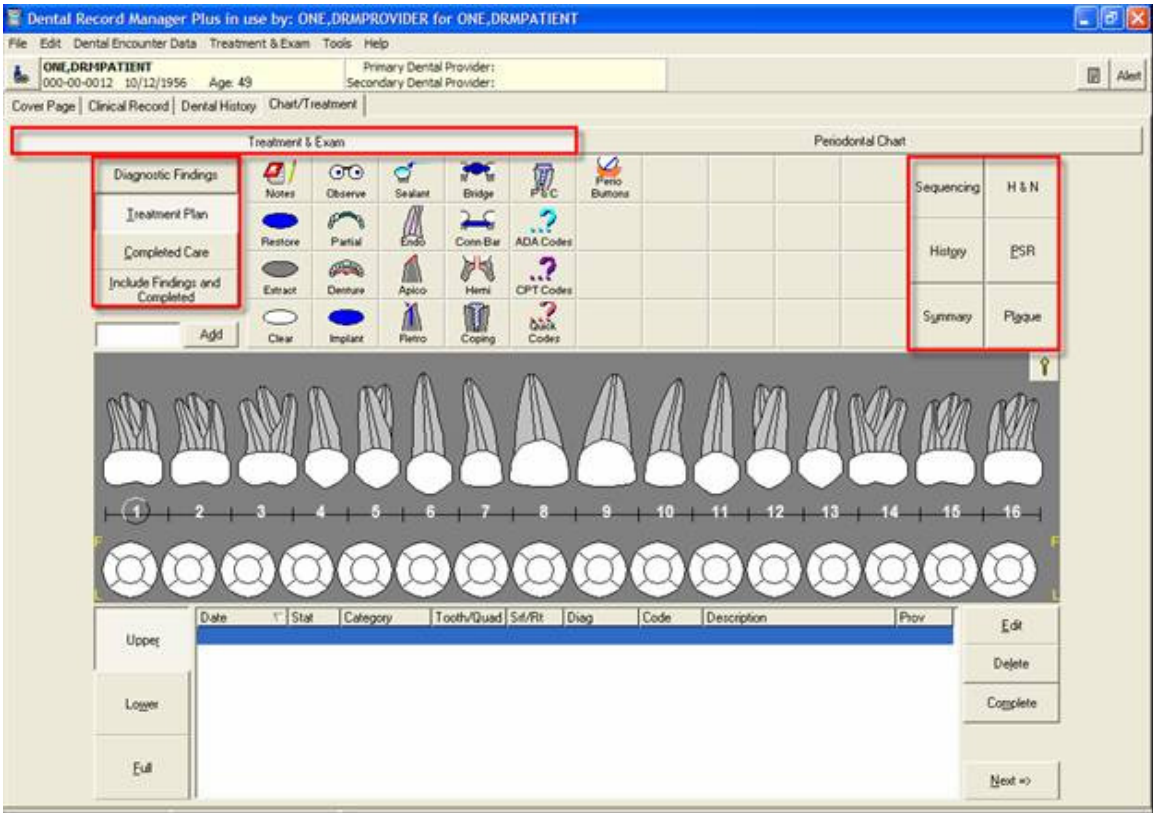 Dental Record Manager Plus in use by: ONE,DRMPROVIDER for ONE,DRMPATIENT
File Edit Dental Encounter Data Treatment & Exam Tools Help
ONE,DRMPATIENT Primary Dental Provider:
000-00-0012 10/12/1956 Age: 49 Secondary Dental Provider:
Alert
Cover Page Clinical Record Dental History Chart/Treatment
Treatment & Exam Periodontal Chart
Diagnostic Findings
Treatment Plan
Completed Care
Include Findings and
Completed
Add
Notes Observe Sealant Bridge P & C Perio
Buttons
Restore Partial Endo Conn Bar ADA Codes
Extract Denture Apico Hemi CPT Codes
Clear Implant Retro Coping Quick
Codes
Sequencing H & N
History PSR
Summary Plaque
1 2 3 4 5 6 7 8 9 10 11 12 13 14 15 16
F F
L L
Date Stat Category Tooth/Quad Srf/Rt Diag Code Description Prov
Upper
Lower
Full
Edit
Delete
Complete
Next =>